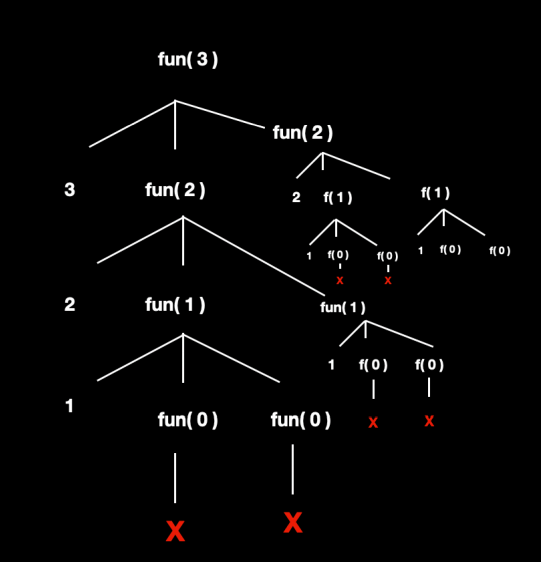 fun( 3 )
fun( 2 )
3 fun( 2 ) 2 f( 1 ) f( 1 )
1 f( 0 ) f( 0 ) 1 f( 0 ) f( 0 )
X X
2 fun( 1 ) fun( 1 )
1 f( 0 ) f( 0 )
1 fun( 0 ) fun( 0 ) X X
X X